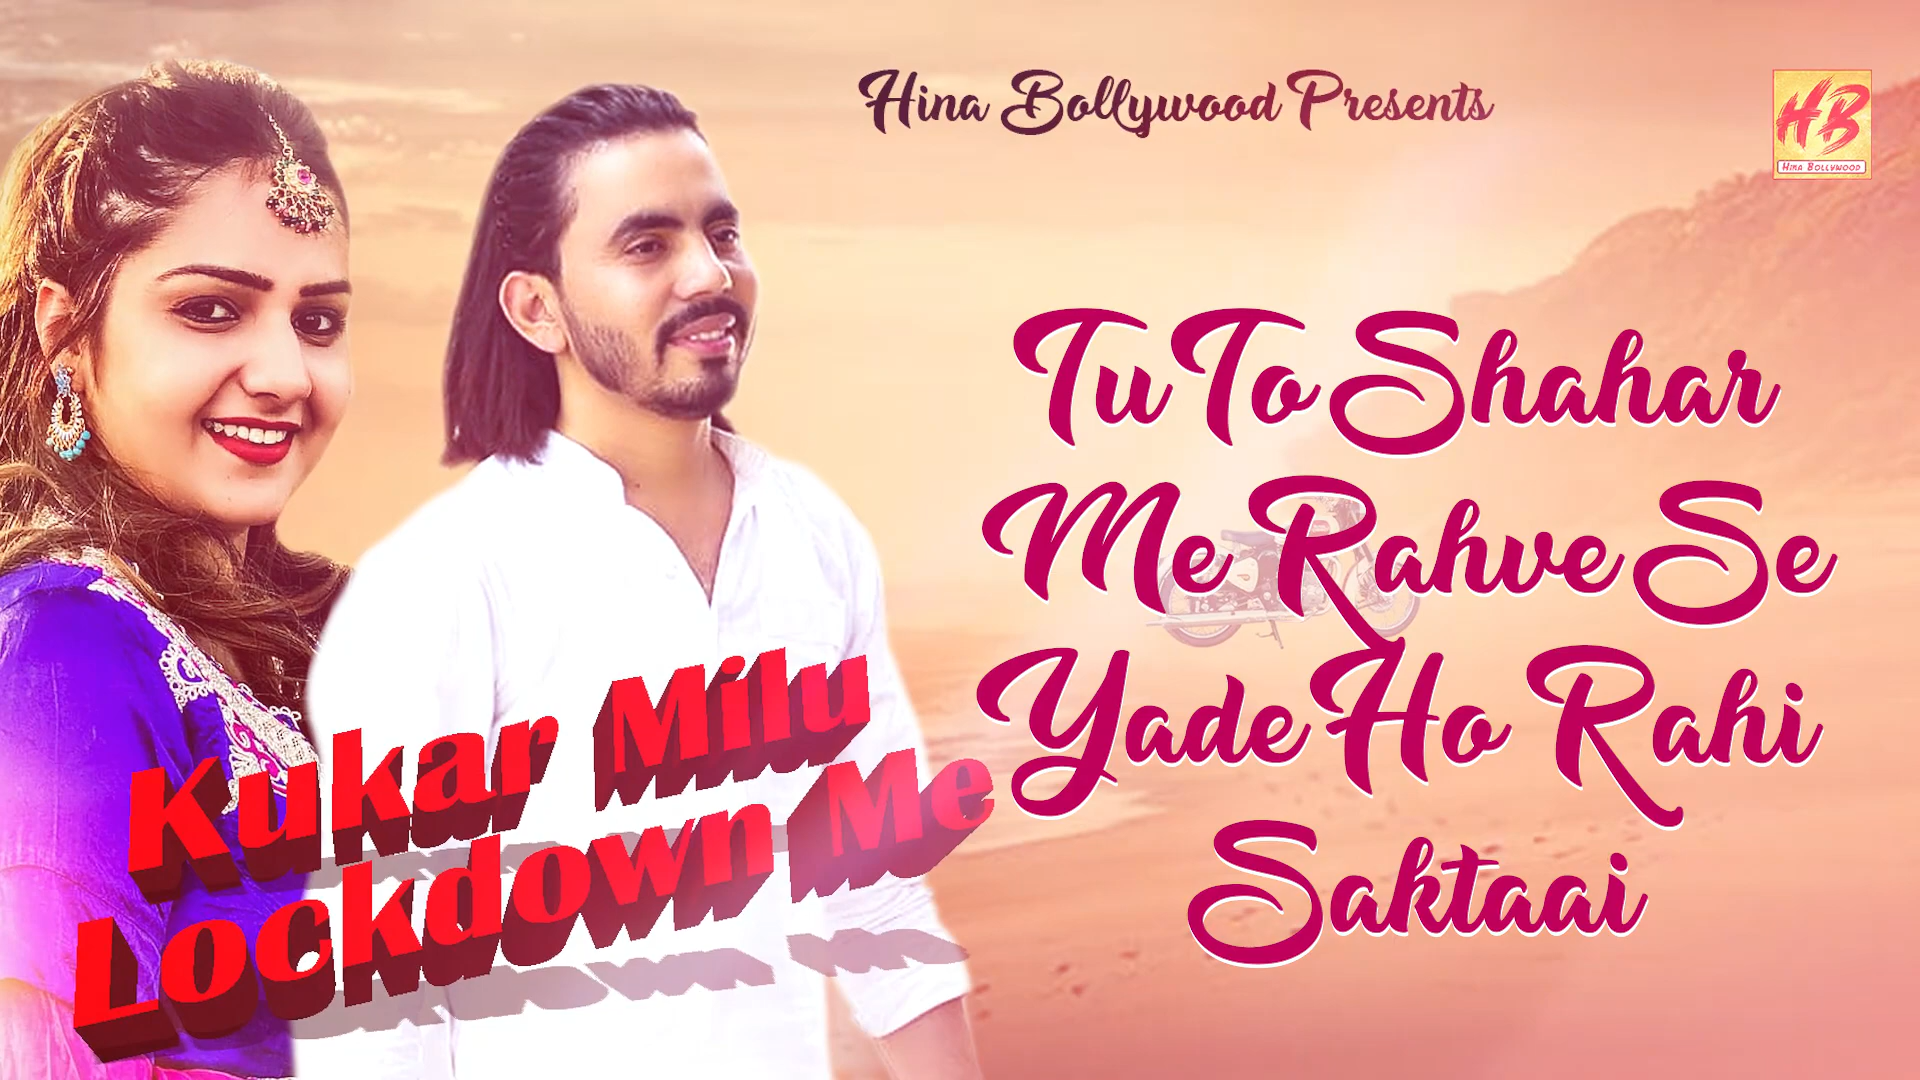 Hina Bollywood Presents
HB
Hina Bollywood
Tu To Shahar
Me Rahve Se
Yade Ho Rahi
Saktaai
Kukar Milu
Lockdown Me